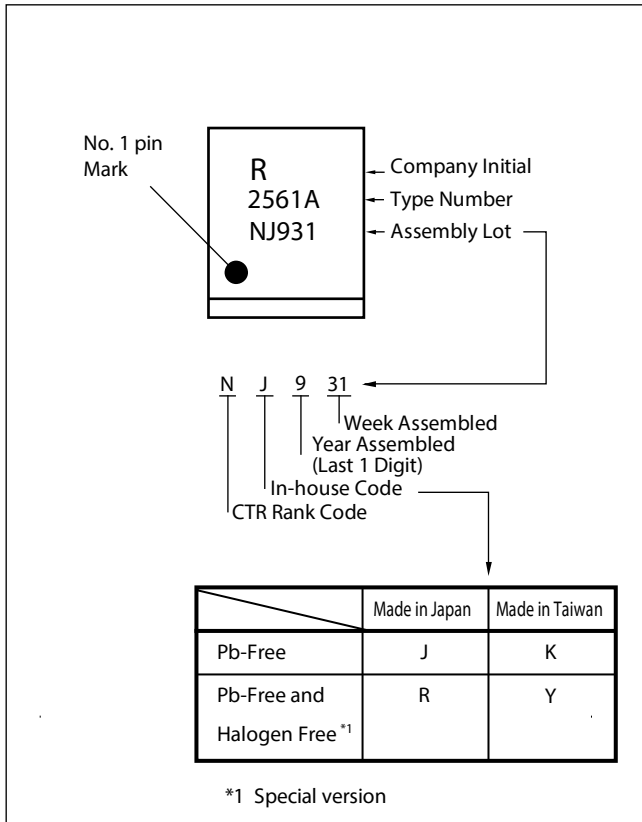 No. 1 pin
Mark
R
2561A
NJ931
Company Initial
Type Number
Assembly Lot
N J 9 31
Week Assembled
Year Assembled
(Last 1 Digit)
In-house Code
CTR Rank Code
Made in Japan Made in Taiwan
Pb-Free J K
Pb-Free and R Y
Halogen Free *1
*1 Special version